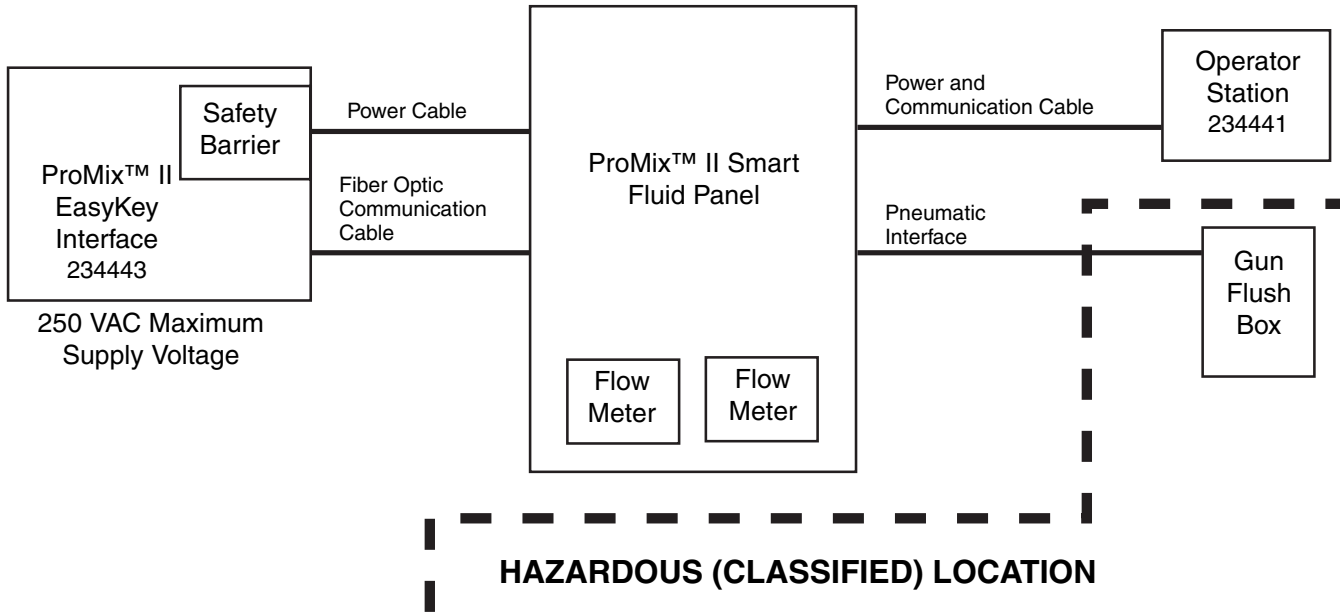 Safety
Barrier
ProMix™ II
EasyKey
Interface
234443
250 VAC Maximum
Supply Voltage
Power Cable
Fiber Optic
Communication
Cable
ProMix™ II Smart
Fluid Panel
Flow
Meter
Flow
Meter
Power and
Communication Cable
Pneumatic
Interface
Operator
Station
234441
Gun
Flush
Box
HAZARDOUS (CLASSIFIED) LOCATION